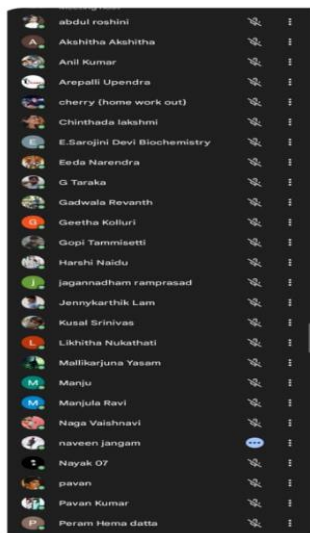 abdul roshini
A Akshitha Akshitha
Anil Kumar
Arepalli Upendra
cherry (home work out)
Chinthada lakshmi
E E.Sarojini Devi Biochemistry
Eeda Narendra
G Taraka
Gadwala Revanth
G Geetha Kolluri
Gopi Tammisetti
Harshi Naidu
j jagannadham ramprasad
Jennykarthik Lam
Kusal Srinivas
L Likhitha Nukathati
Mallikarjuna Yasam
M Manju
M Manjula Ravi
Naga Vaishnavi
naveen jangam
Nayak 07
pavan
Pavan Kumar
P Peram Hema datta